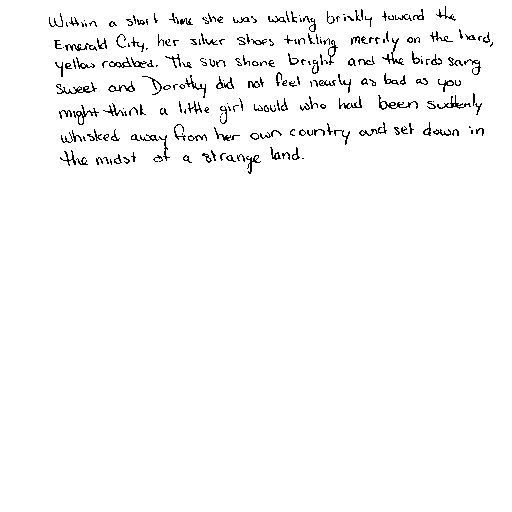 Within a short time she was walking briskly toward the
Emerald City, her silver shoes tinkling merrily on the hard,
yellow roadbed. The sun shone bright and the birds sang
sweet and Dorothy did not feel nearly as bad as you
might think a little girl would who had been suddenly
whisked away from her own country and set down in
the midst of a strange land.